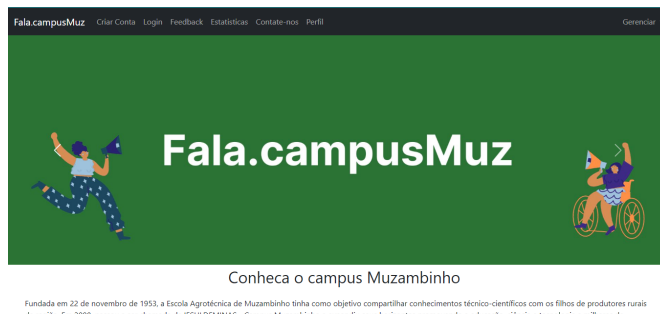 Fala.campusMuz Criar Conta Login Feedback Estatísticas Contate-nos Perfil Gerenciar
Fala.campusMuz
Conheca o campus Muzambinho
Fundada em 22 de novembro de 1953, a Escola Agrotécnica de Muzambinho tinha como objetivo compartilhar conhecimentos técnico-científicos com os filhos de produtores rurais